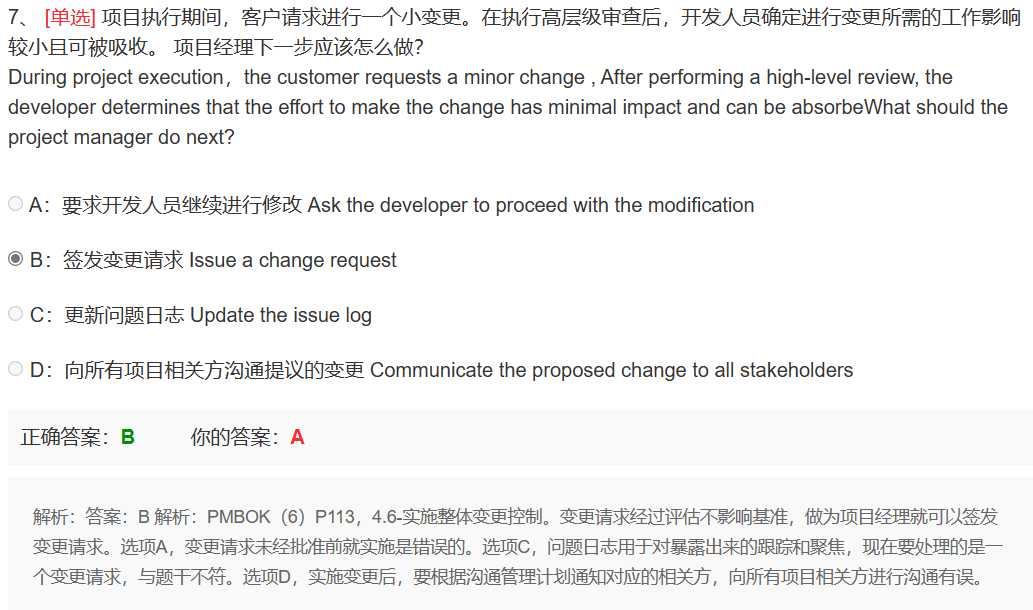 7、 [单选] 项目执行期间，客户请求进行一个小变更。在执行高层级审查后，开发人员确定进行变更所需的工作影响
较小且可被吸收。 项目经理下一步应该怎么做?
During project execution，the customer requests a minor change , After performing a high-level review, the
developer determines that the effort to make the change has minimal impact and can be absorbeWhat should the
project manager do next?
A：要求开发人员继续进行修改 Ask the developer to proceed with the modification
B：签发变更请求 Issue a change request
C：更新问题日志 Update the issue log
D：向所有项目相关方沟通提议的变更 Communicate the proposed change to all stakeholders
正确答案：B 你的答案：A
解析：答案：B 解析：PMBOK（6）P113，4.6-实施整体变更控制。变更请求经过评估不影响基准，做为项目经理就可以签发
变更请求。选项A，变更请求未经批准前就实施是错误的。选项C，问题日志用于对暴露出来的跟踪和聚焦，现在要处理的是一
个变更请求，与题干不符。选项D，实施变更后，要根据沟通管理计划通知对应的相关方，向所有项目相关方进行沟通有误。